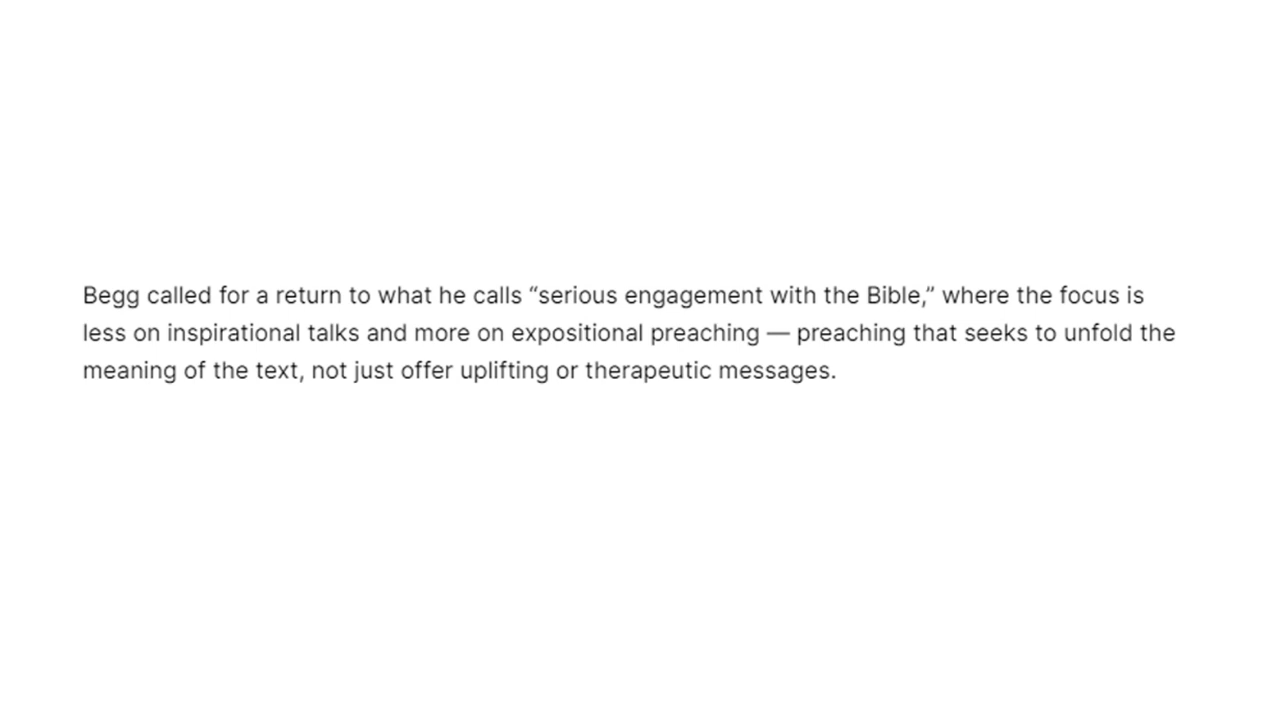 Begg called for a return to what he calls “serious engagement with the Bible,” where the focus is
less on inspirational talks and more on expositional preaching — preaching that seeks to unfold the
meaning of the text, not just offer uplifting or therapeutic messages.